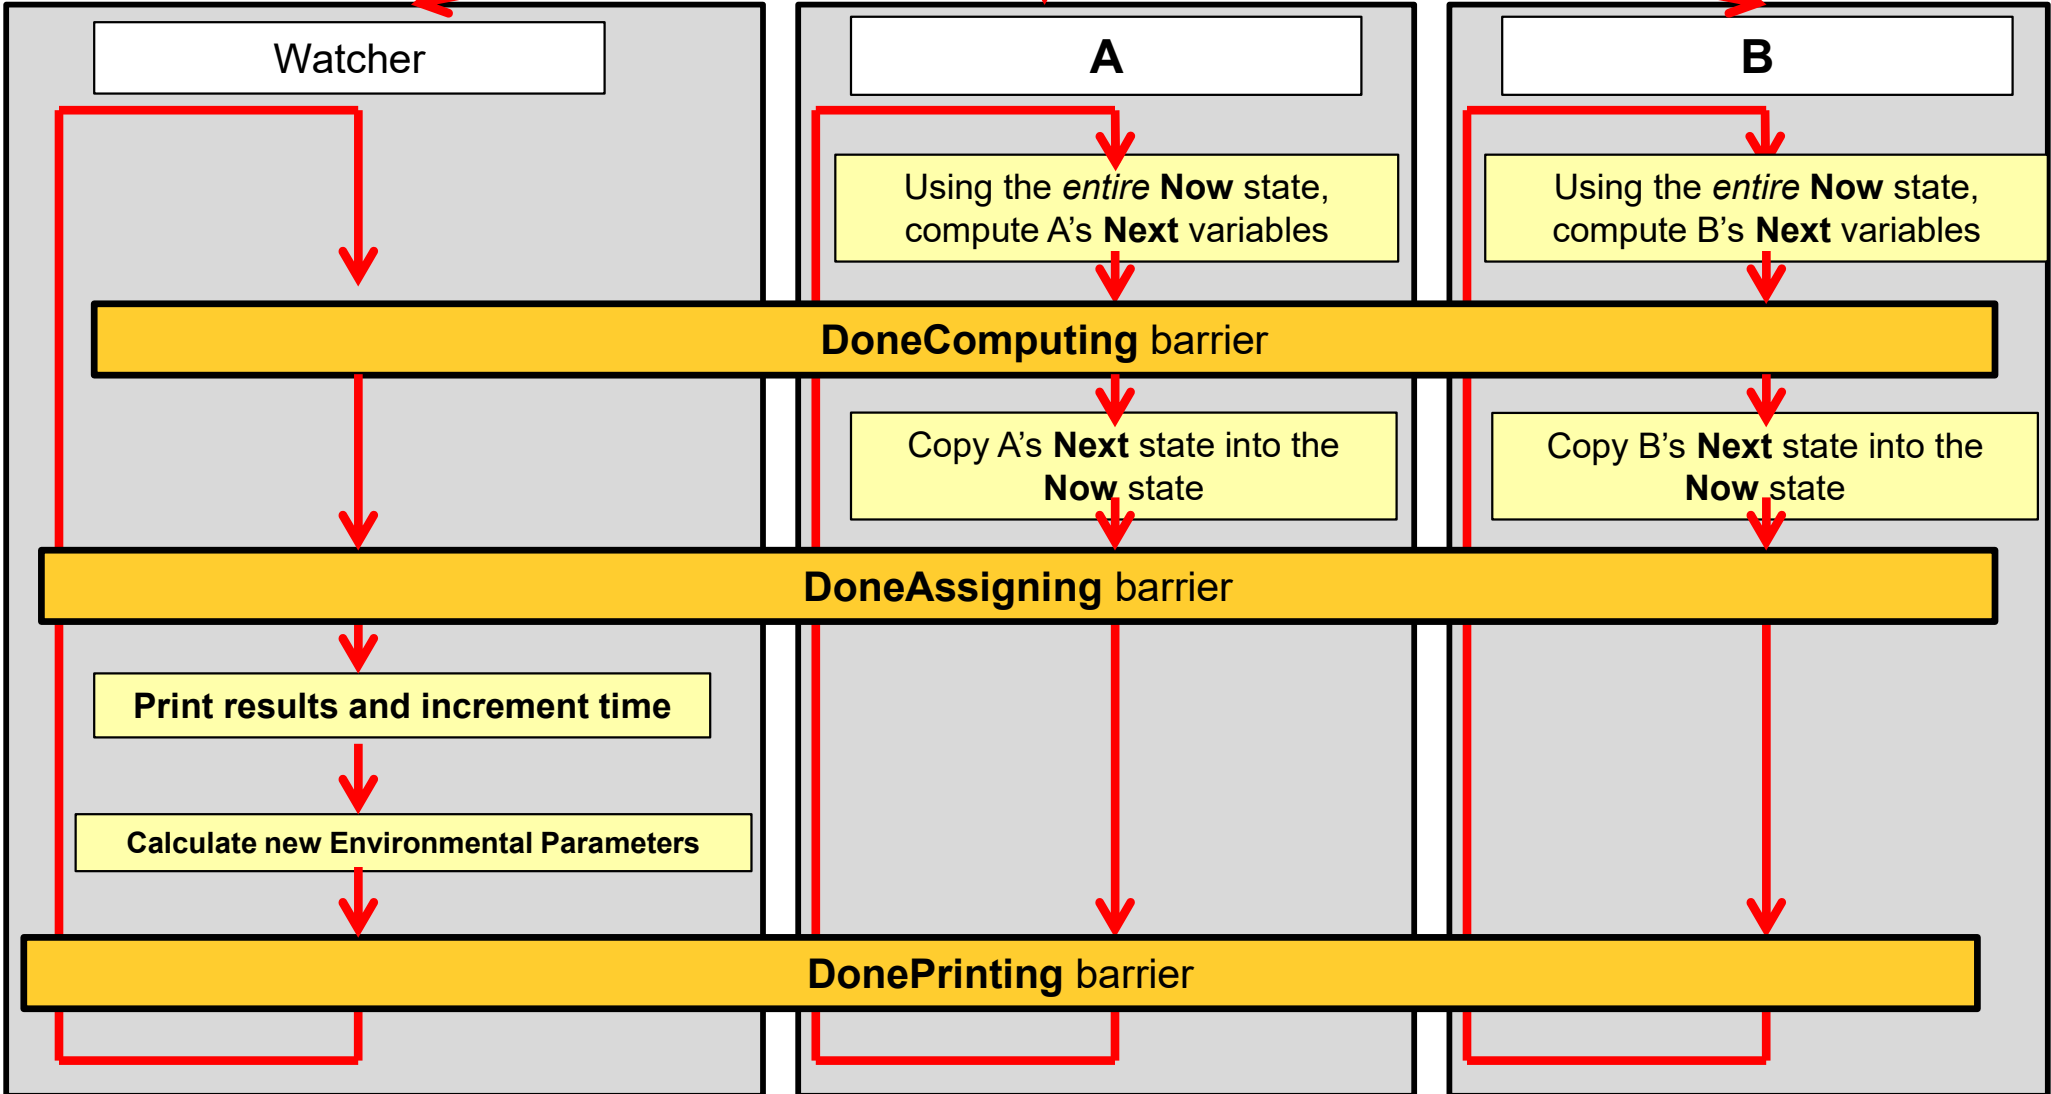 Watcher
A
B
Using the entire Now state,
compute A’s Next variables
Using the entire Now state,
compute B’s Next variables
DoneComputing barrier
Copy A’s Next state into the
Now state
Copy B’s Next state into the
Now state
DoneAssigning barrier
Print results and increment time
Calculate new Environmental Parameters
DonePrinting barrier